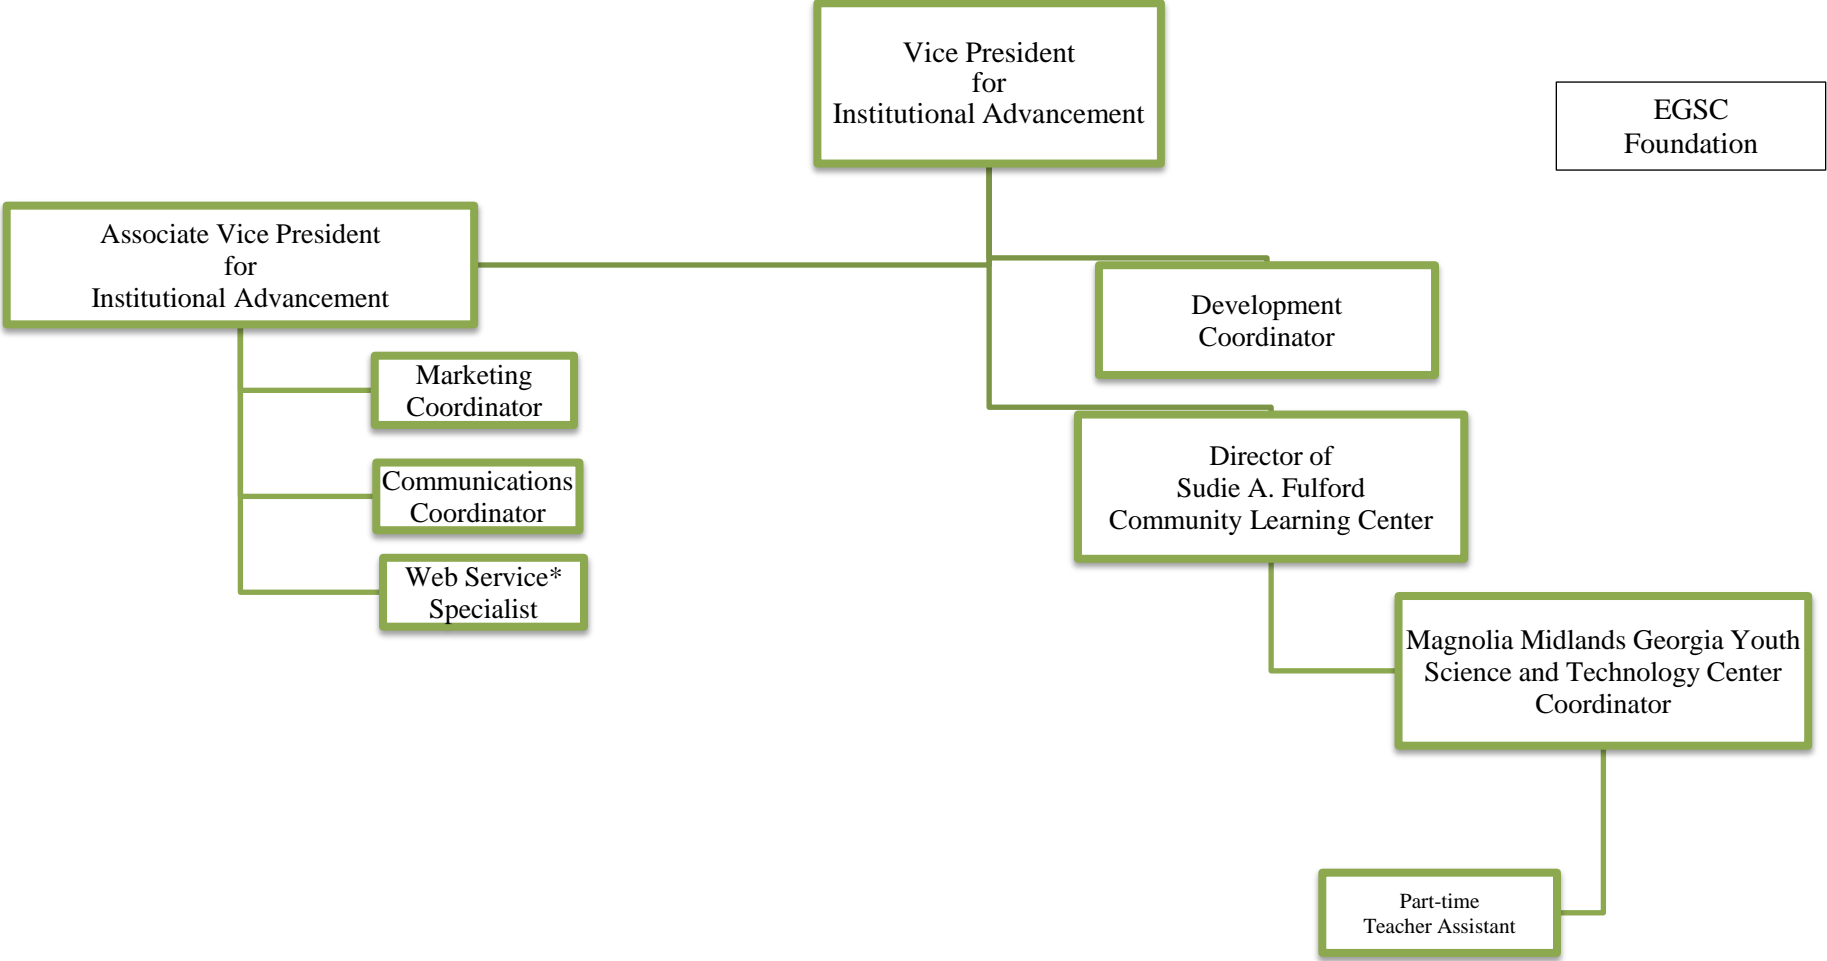 Vice President
for
Institutional Advancement
EGSC
Foundation
Associate Vice President
for
Institutional Advancement
Development
Coordinator
Marketing
Coordinator
Communications
Coordinator
Web Service*
Specialist
Director of
Sudie A. Fulford
Community Learning Center
Magnolia Midlands Georgia Youth
Science and Technology Center
Coordinator
Part-time
Teacher Assistant